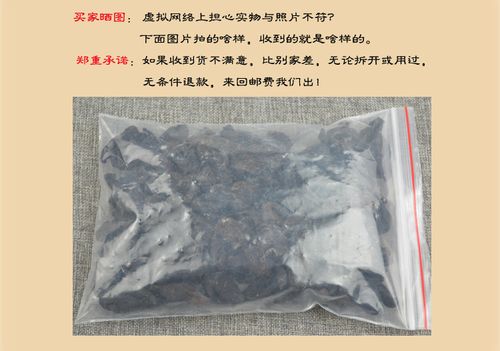 买家晒图：虚拟网络上担心实物与照片不符？
下面图片拍的啥样，收到的就是啥样的。
郑重承诺：如果收到货不满意，比别家差，无论拆开或用过，
无条件退款，来回邮费我们出！